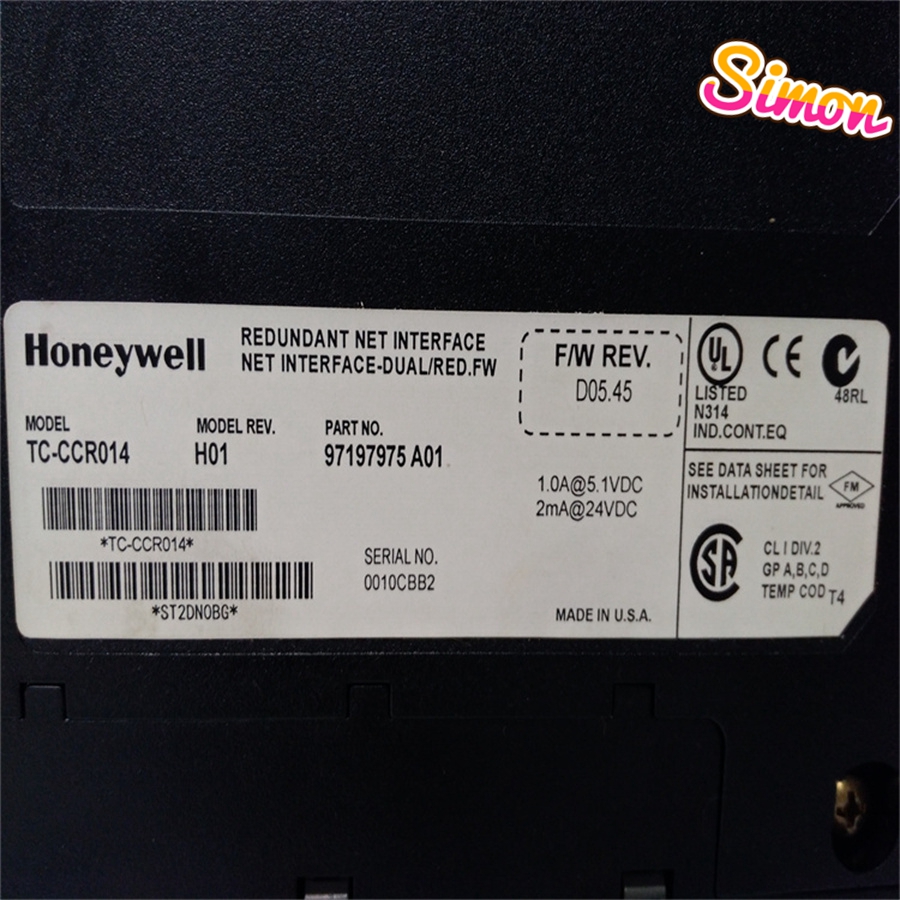 Simon
Honeywell
REDUNDANT NET INTERFACE
NET INTERFACE-DUAL/RED.FW
F/W REV.
D05.45
MODEL
TC-CCR014
MODEL REV.
H01
PART NO.
97197975 A01
1.0A@5.1VDC
2mA@24VDC
*TC-CCR014*
*ST2DN0BG*
SERIAL NO.
0010CBB2
MADE IN U.S.A.
UL
LISTED
N314
IND.CONT.EQ
CE
48RL
SEE DATA SHEET FOR
INSTALLATIONDETAIL
FM
APPROVED
SA
CL I DIV.2
GP A,B,C,D
TEMP COD T4